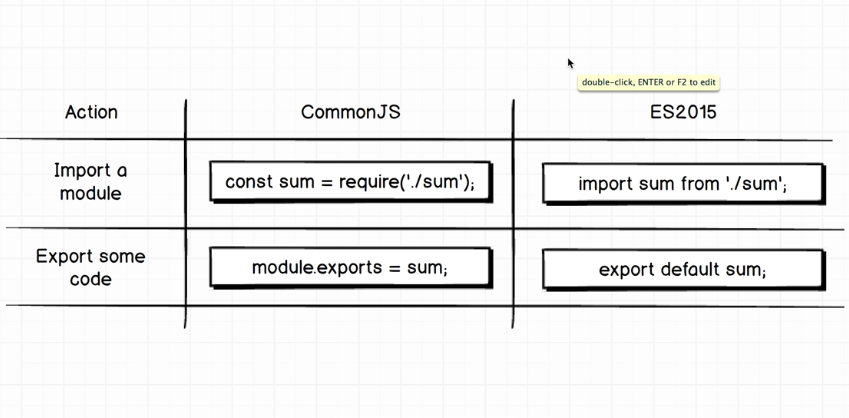 double-click, ENTER or F2 to edit
Action
CommonJS
ES2015
Import a
module
const sum = require('./sum');
import sum from './sum';
Export some
code
module.exports = sum;
export default sum;